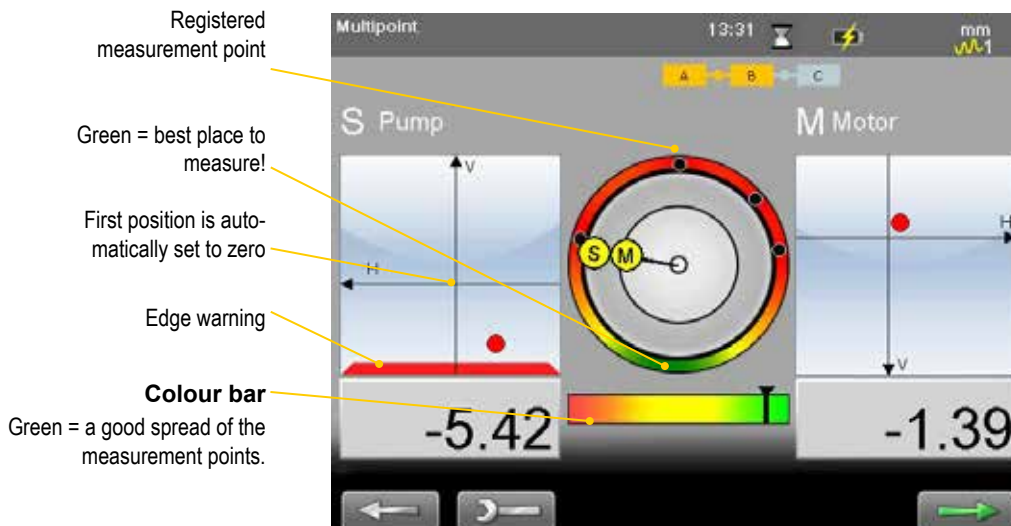 Registered
measurement point
Green = best place to
measure!
First position is auto-
matically set to zero
Edge warning
Colour bar
Green = a good spread of the
measurement points.
Multipoint
13:31
mm
1
A
B
C
S Pump
M Motor
V
H
S
M
H
V
-5.42
-1.39